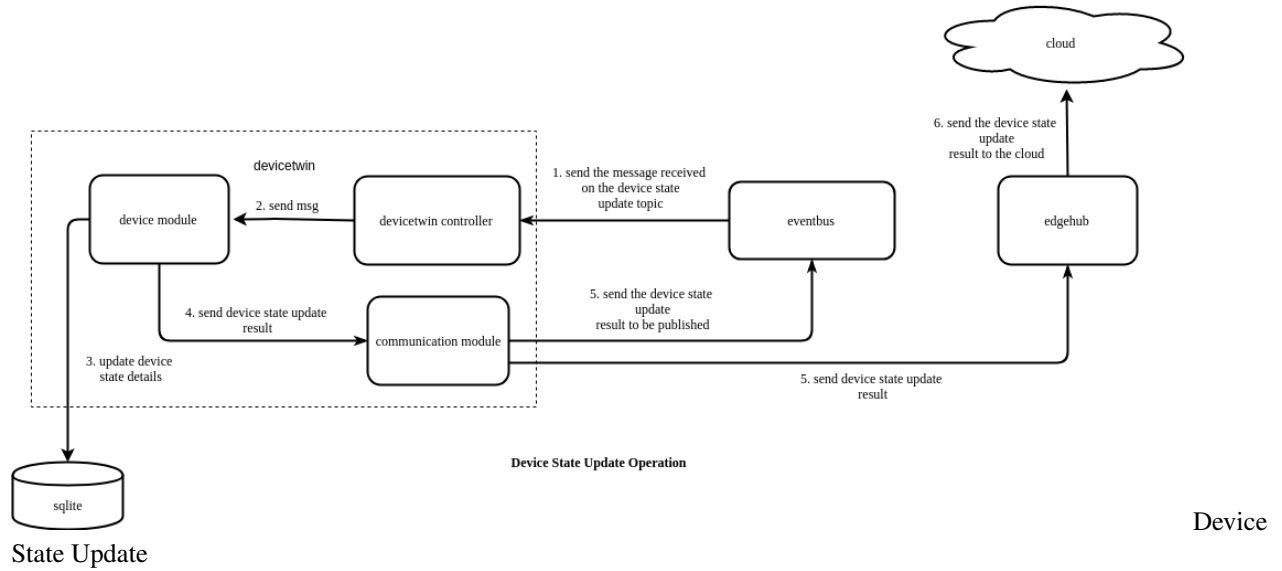 cloud
6. send the device state
update
result to the cloud
devicetwin
1. send the message received
on the device state
update topic
device module
2. send msg
devicetwin controller
eventbus
edgehub
4. send device state update
result
5. send the device state
update
result to be published
communication module
3. update device
state details
5. send device state update
result
Device State Update Operation
sqlite
Device
State Update